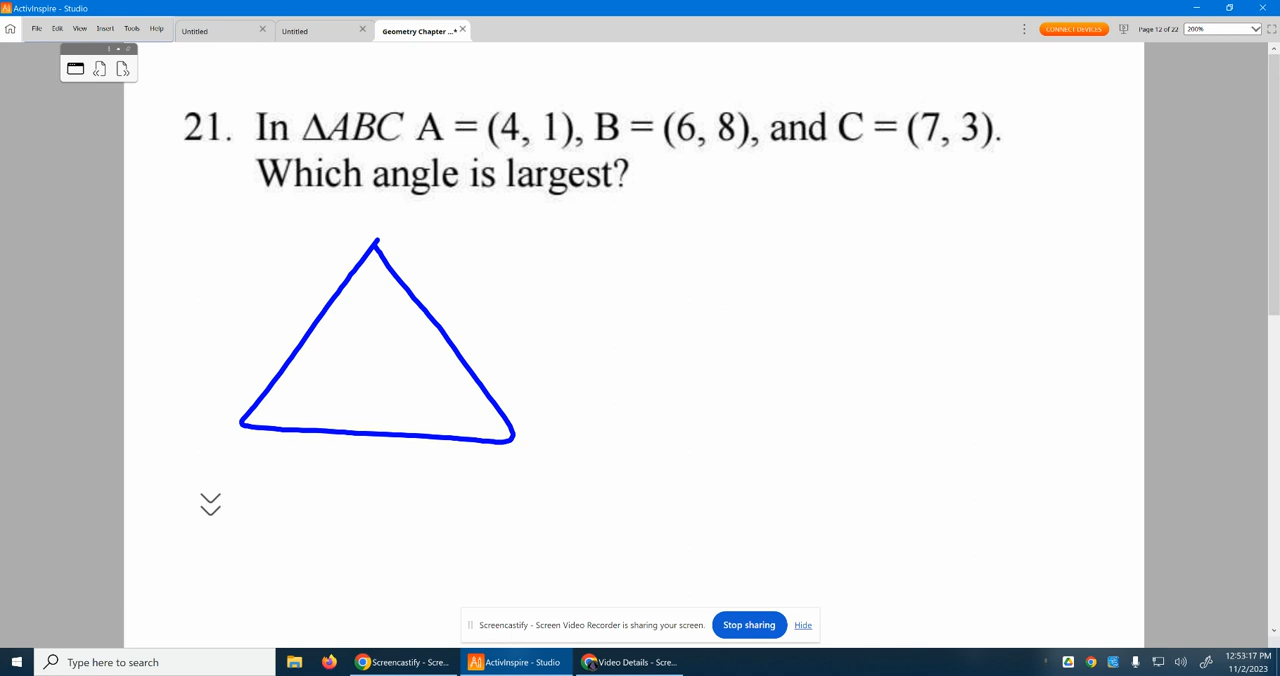 ActivInspire - Studio
File Edit View Insert Tools Help
Untitled
Untitled
Geometry Chapter ...*
CONNECT DEVICES
Page 12 of 22
200%
21. In ΔABC A = (4, 1), B = (6, 8), and C = (7, 3).
Which angle is largest?
Screencastify - Screen Video Recorder is sharing your screen.
Stop sharing
Hide
Type here to search
Screencastify - Scre...
ActivInspire - Studio
Video Details - Scre...
12:53:17 PM
11/2/2023